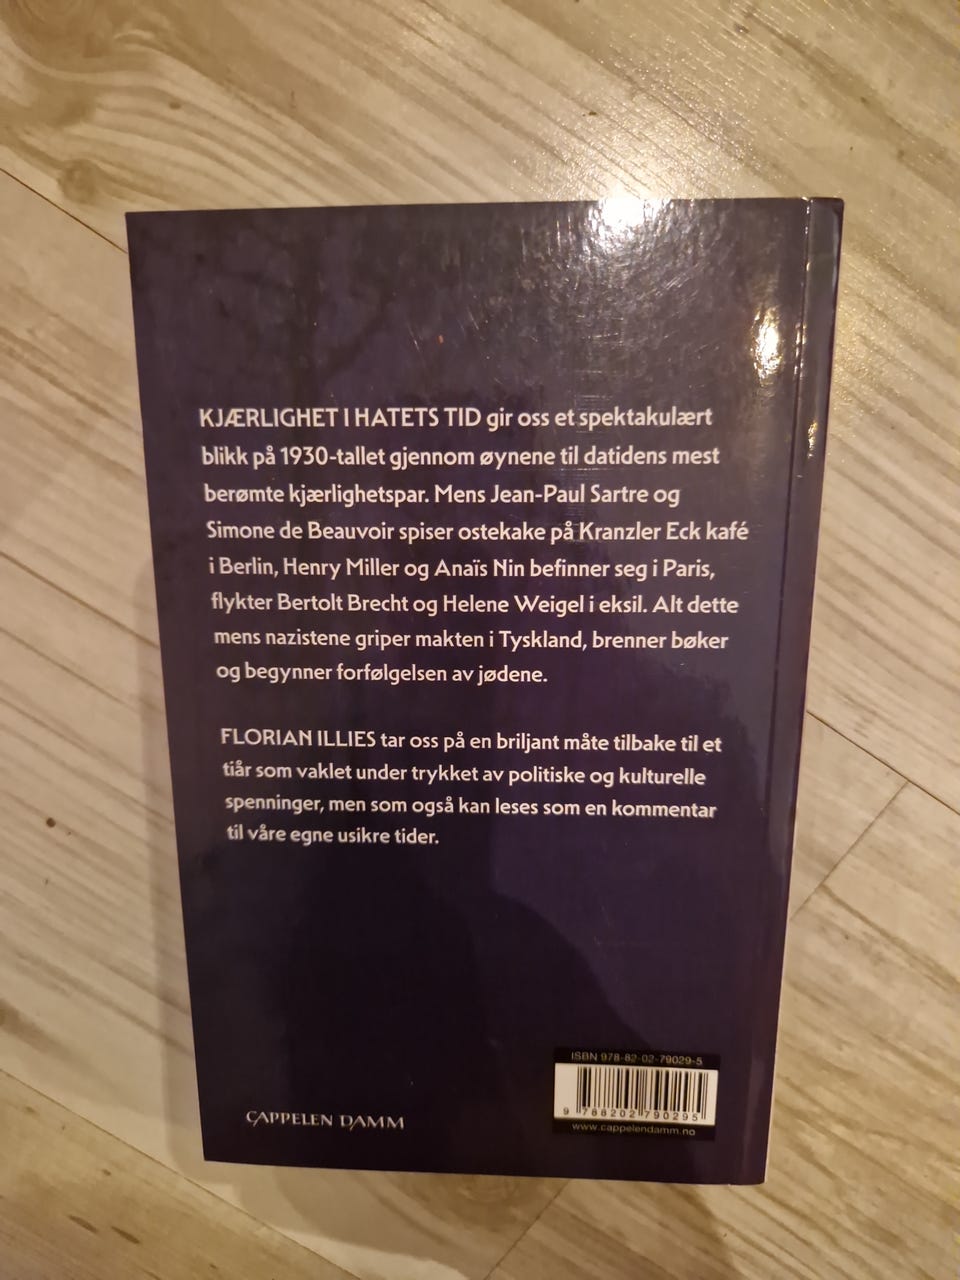 KJÆRLIGHET I HATETS TID gir oss et spektakulært
blikk på 1930-tallet gjennom øynene til datidens mest
berømte kjærlighetspar. Mens Jean-Paul Sartre og
Simone de Beauvoir spiser ostekake på Kranzler Eck kafé
i Berlin, Henry Miller og Anaïs Nin befinner seg i Paris,
flykter Bertolt Brecht og Helene Weigel i eksil. Alt dette
mens nazistene griper makten i Tyskland, brenner bøker
og begynner forfølgelsen av jødene.
FLORIAN ILLIES tar oss på en briljant måte tilbake til et
tiår som vaklet under trykket av politiske og kulturelle
spenninger, men som også kan leses som en kommentar
til våre egne usikre tider.
ISBN 978-82-02-79029-5
9 788202 790295
www.cappelendamm.no
CAPPELEN DAMM